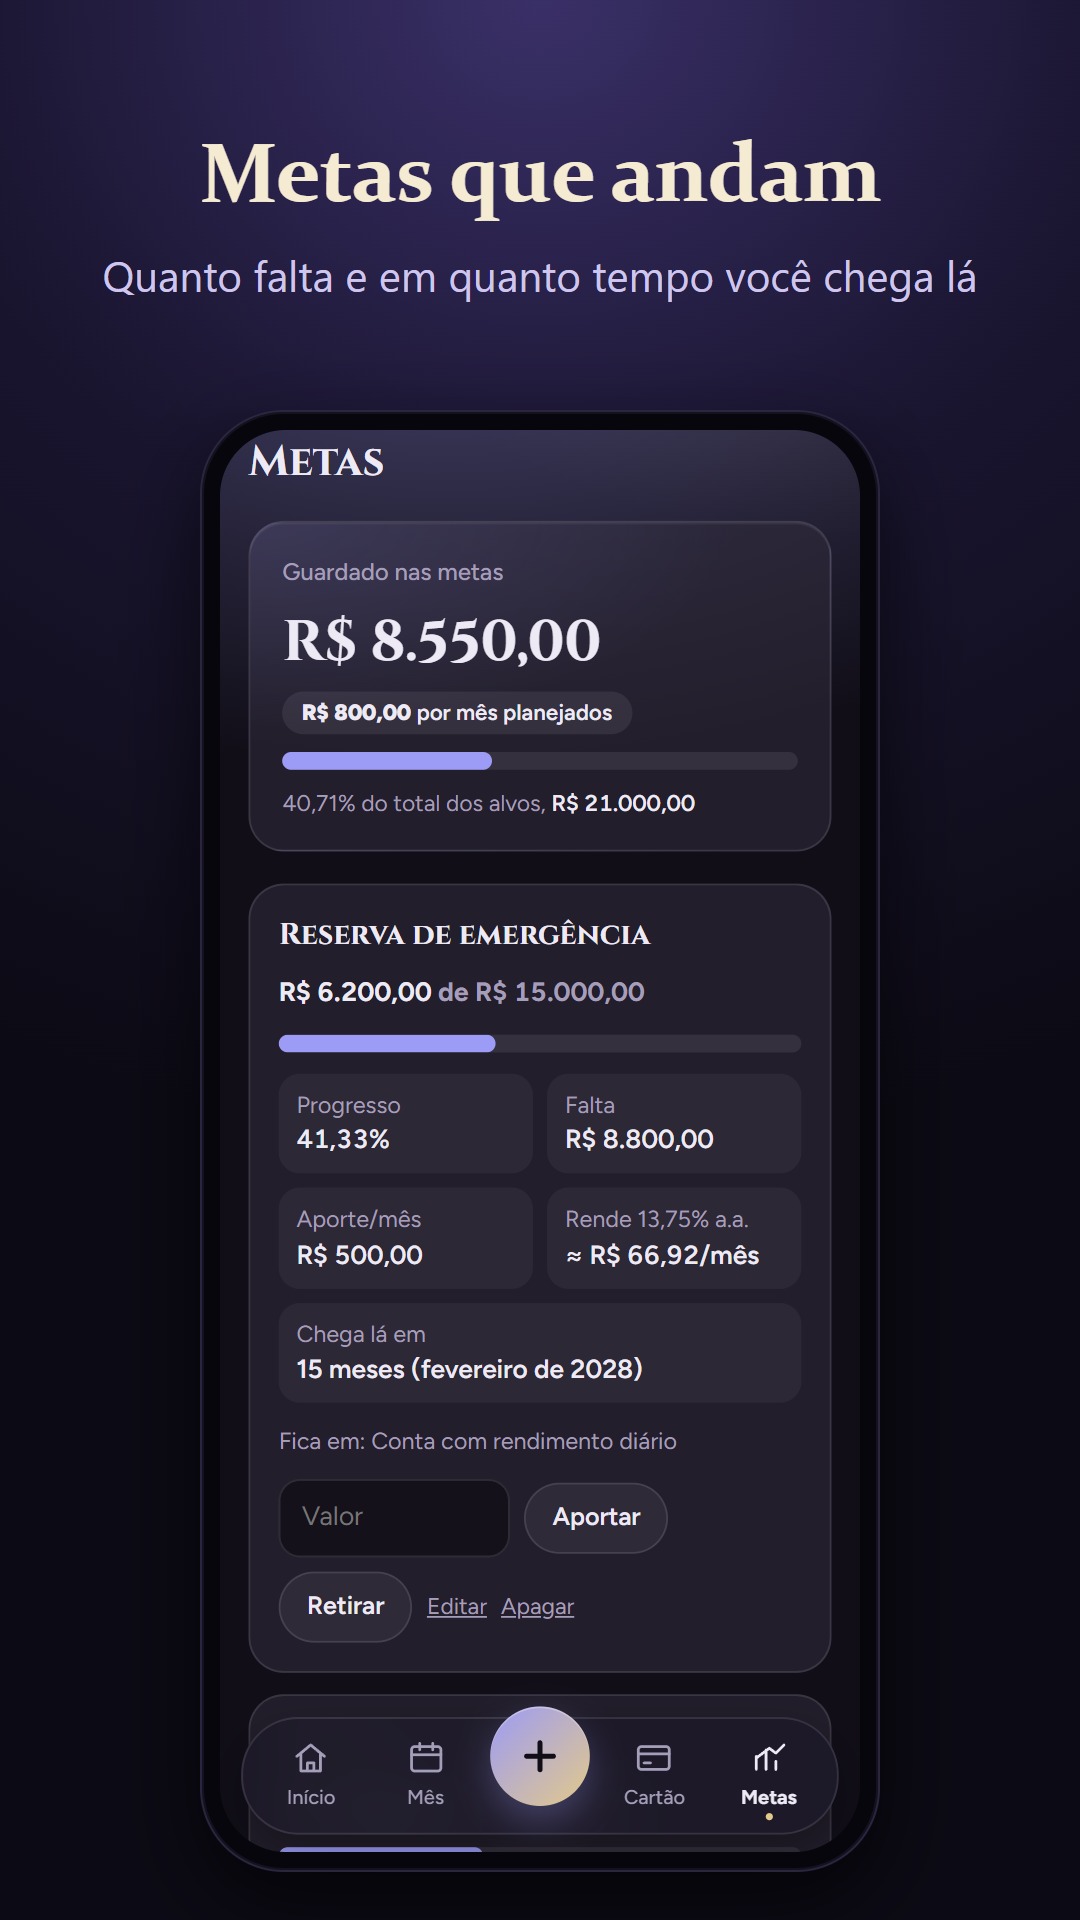 Metas que andam
Quanto falta e em quanto tempo você chega lá
Metas
Guardado nas metas
R$ 8.550,00
R$ 800,00 por mês planejados
40,71% do total dos alvos, R$ 21.000,00
Reserva de emergência
R$ 6.200,00 de R$ 15.000,00
Progresso
41,33%
Falta
R$ 8.800,00
Aporte/mês
R$ 500,00
Rende 13,75% a.a.
≈ R$ 66,92/mês
Chega lá em
15 meses (fevereiro de 2028)
Fica em: Conta com rendimento diário
Valor
Aportar
Retirar
Editar
Apagar
Início
Mês
Cartão
Metas